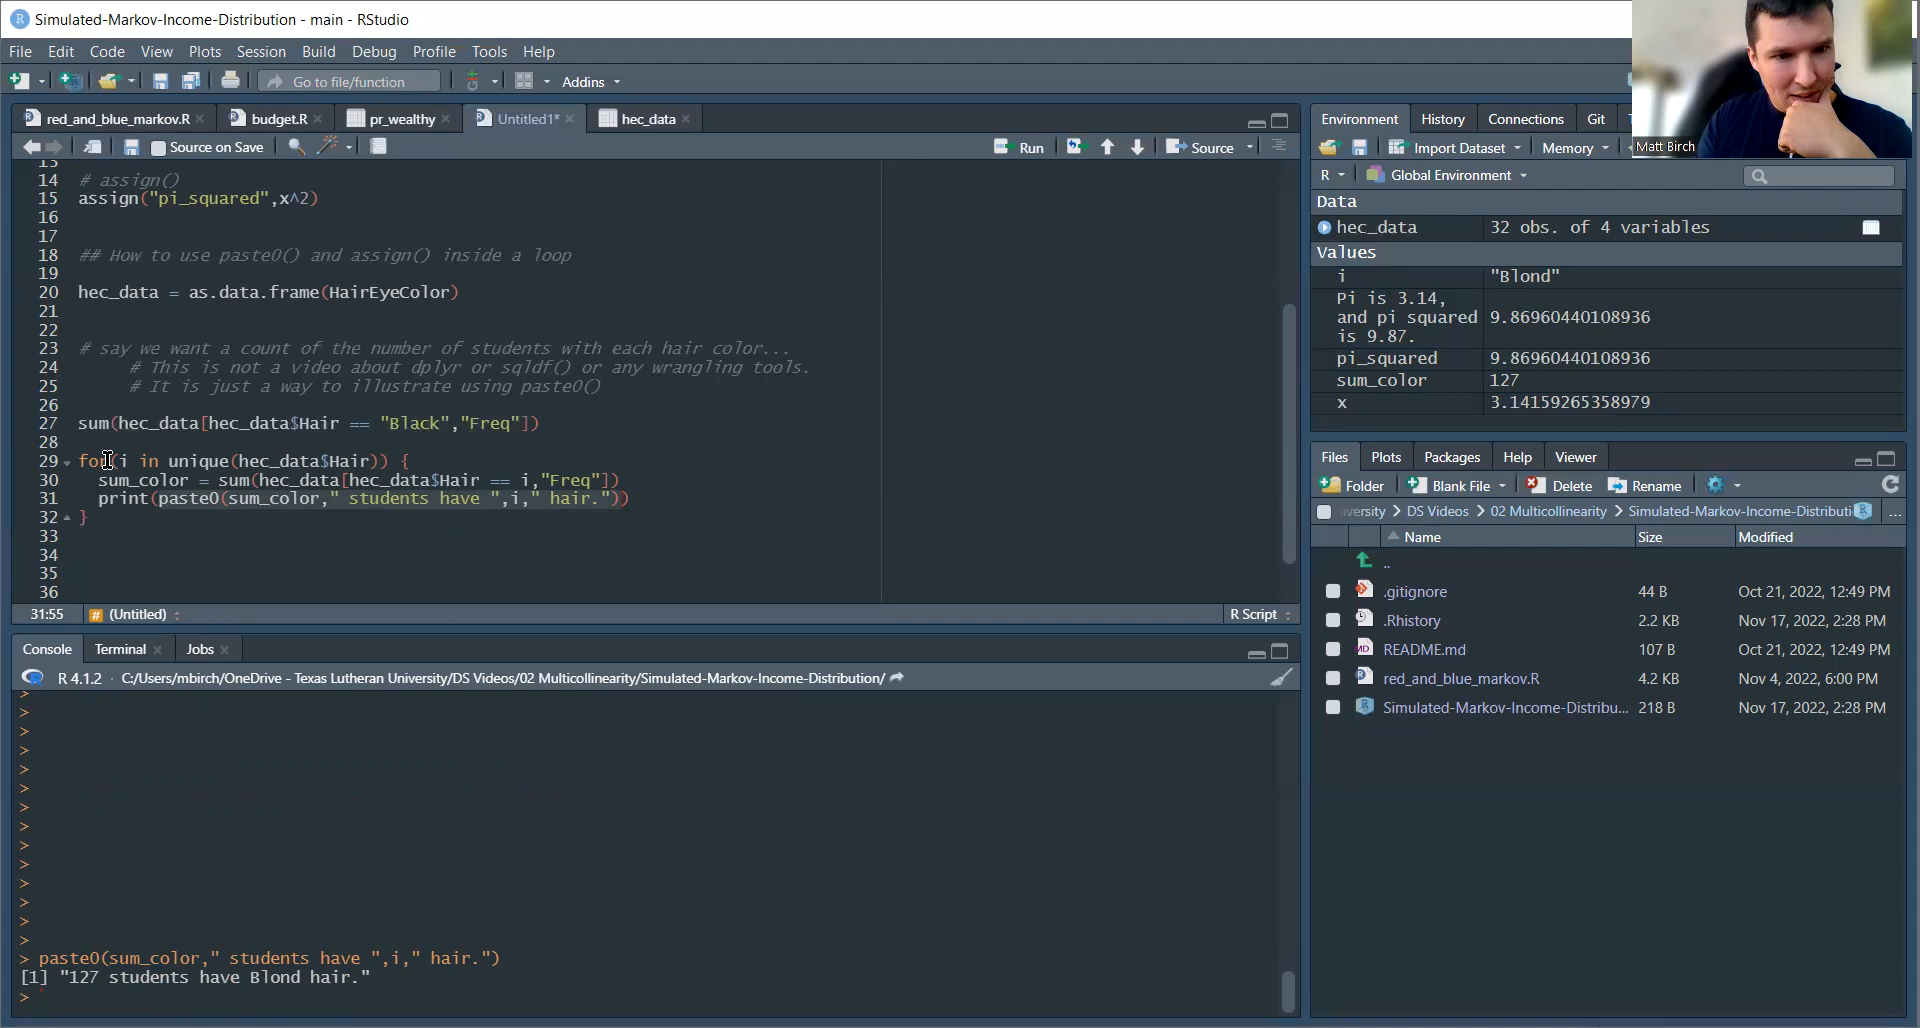 Simulated-Markov-Income-Distribution - main - RStudio
File Edit Code View Plots Session Build Debug Profile Tools Help
Go to file/function Addins
red_and_blue_markov.R budget.R pr_wealthy Untitled1* hec_data
Source on Save Run Source
13
14 # assign()
15 assign("pi_squared",x^2)
16
17
18 ## How to use paste0() and assign() inside a loop
19
20 hec_data = as.data.frame(HairEyeColor)
21
22
23 # say we want a count of the number of students with each hair color...
24 # This is not a video about dplyr or sqldf() or any wrangling tools.
25 # It is just a way to illustrate using paste0()
26
27 sum(hec_data[hec_data$Hair == "Black","Freq"])
28
29 for(i in unique(hec_data$Hair)) {
30 sum_color = sum(hec_data[hec_data$Hair == i,"Freq"])
31 print(paste0(sum_color," students have ",i," hair."))
32 }
33
34
35
36
31:55 # (Untitled) R Script
Console Terminal Jobs
R 4.1.2 · C:/Users/mbirch/OneDrive - Texas Lutheran University/DS Videos/02 Multicollinearity/Simulated-Markov-Income-Distribution/
>
>
>
>
>
>
>
>
>
>
>
>
>
>
> paste0(sum_color," students have ",i," hair.")
[1] "127 students have Blond hair."
>
Matt Birch
Environment History Connections Git
Import Dataset Memory
R Global Environment
Data
hec_data 32 obs. of 4 variables
Values
i "Blond"
Pi is 3.14,
and pi squared 9.86960440108936
is 9.87.
pi_squared 9.86960440108936
sum_color 127
x 3.14159265358979
Files Plots Packages Help Viewer
Folder Blank File Delete Rename
versity > DS Videos > 02 Multicollinearity > Simulated-Markov-Income-Distributi ...
Name Size Modified
..
.gitignore 44 B Oct 21, 2022, 12:49 PM
.Rhistory 2.2 KB Nov 17, 2022, 2:28 PM
README.md 107 B Oct 21, 2022, 12:49 PM
red_and_blue_markov.R 4.2 KB Nov 4, 2022, 6:00 PM
Simulated-Markov-Income-Distribu... 218 B Nov 17, 2022, 2:28 PM